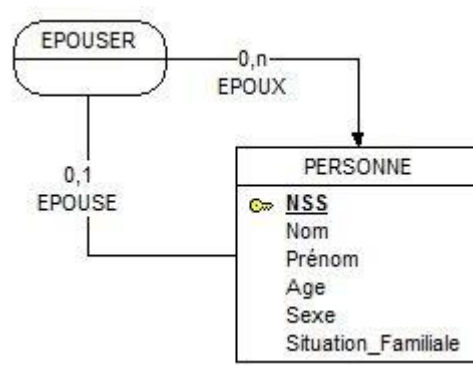 EPOUSER
0,n
EPOUX
0,1
EPOUSE
PERSONNE
NSS
Nom
Prénom
Age
Sexe
Situation_Familiale